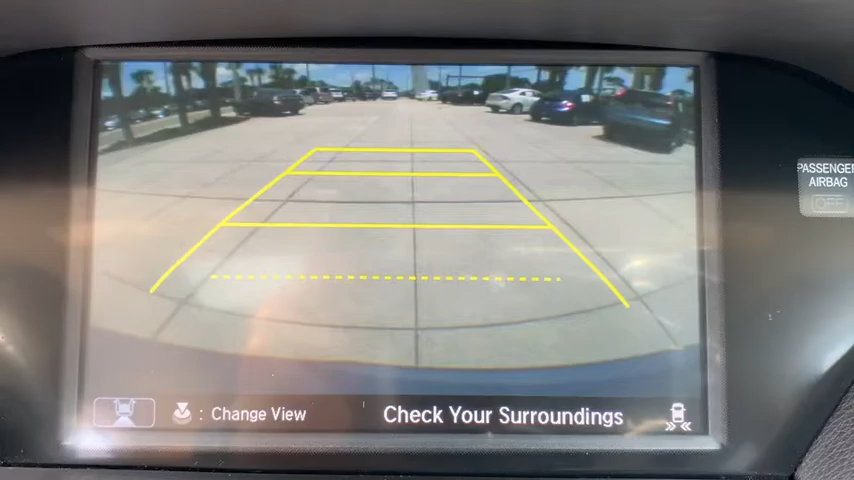 PASSENGER
AIRBAG
OFF
: Change View
Check Your Surroundings